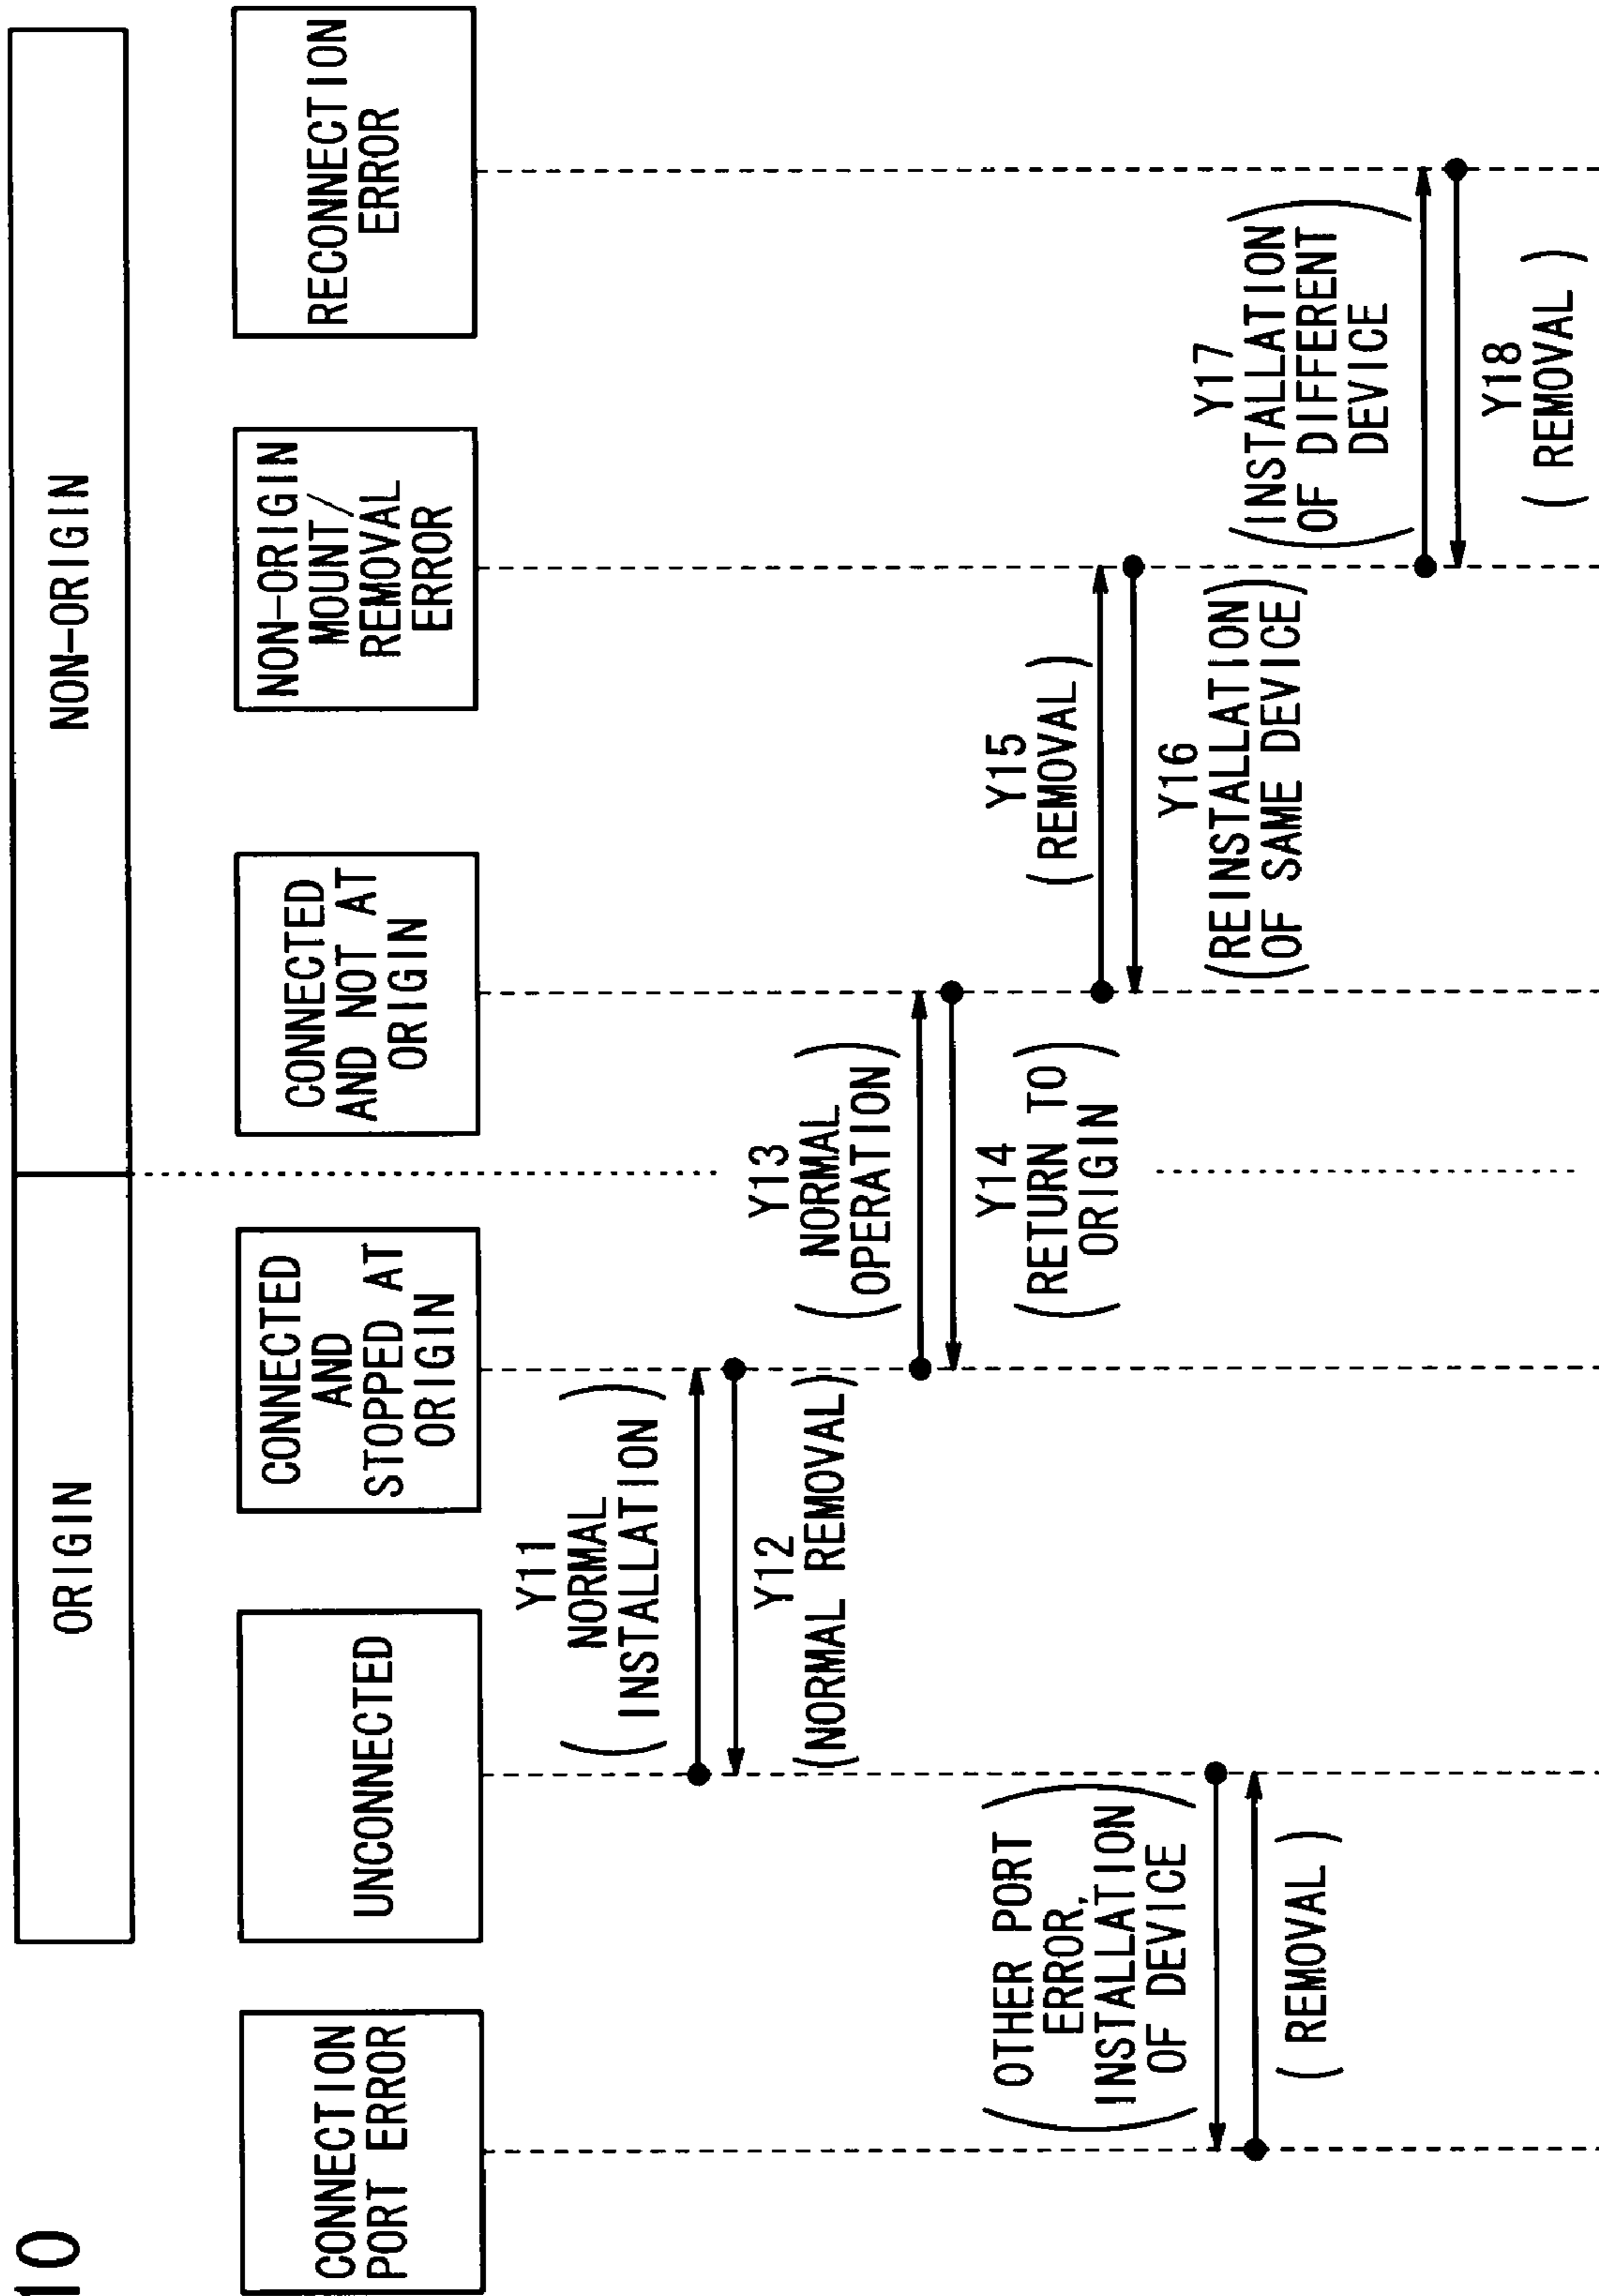 10
ORIGIN
NON-ORIGIN
CONNECTION
PORT ERROR
UNCONNECTED
CONNECTED
AND
STOPPED AT
ORIGIN
CONNECTED
AND NOT AT
ORIGIN
NON-ORIGIN
MOUNT/
REMOVAL
ERROR
RECONNECTION
ERROR
Y11
(NORMAL
INSTALLATION)
Y12
(NORMAL REMOVAL)
Y13
(NORMAL
OPERATION)
Y14
(RETURN TO
ORIGIN)
(OTHER PORT
ERROR,
INSTALLATION
OF DEVICE)
(REMOVAL)
Y15
(REMOVAL)
Y16
(REINSTALLATION
OF SAME DEVICE)
Y17
(INSTALLATION
OF DIFFERENT
DEVICE)
Y18
(REMOVAL)